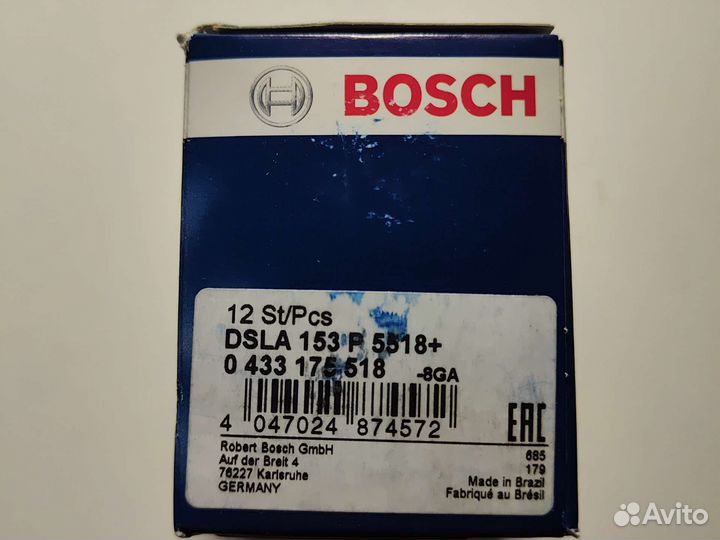 BOSCH
12 St/Pcs
DSLA 153 P 5518+
0 433 175 518 -8GA
4 047024 874572
EAC
Robert Bosch GmbH
Auf der Breit 4
76227 Karlsruhe
GERMANY
685
179
Made in Brazil
Fabriqué au Brésil
Avito